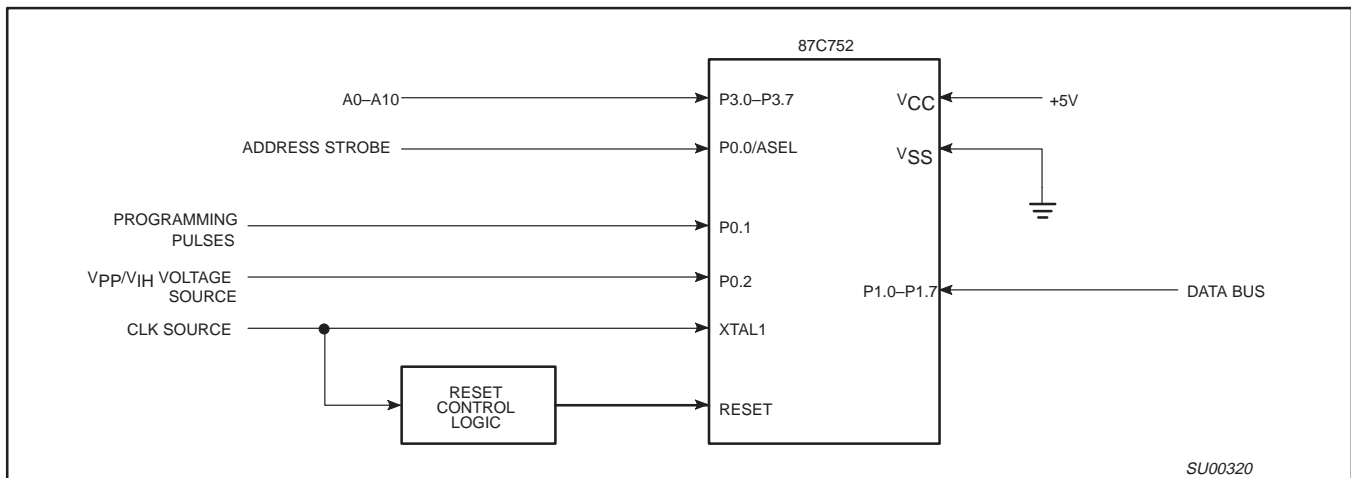 87C752
A0–A10
P3.0–P3.7
VCC
+5V
ADDRESS STROBE
P0.0/ASEL
VSS
PROGRAMMING
PULSES
P0.1
VPP/VIH VOLTAGE
SOURCE
P0.2
P1.0–P1.7
DATA BUS
CLK SOURCE
XTAL1
RESET
CONTROL
LOGIC
RESET
SU00320